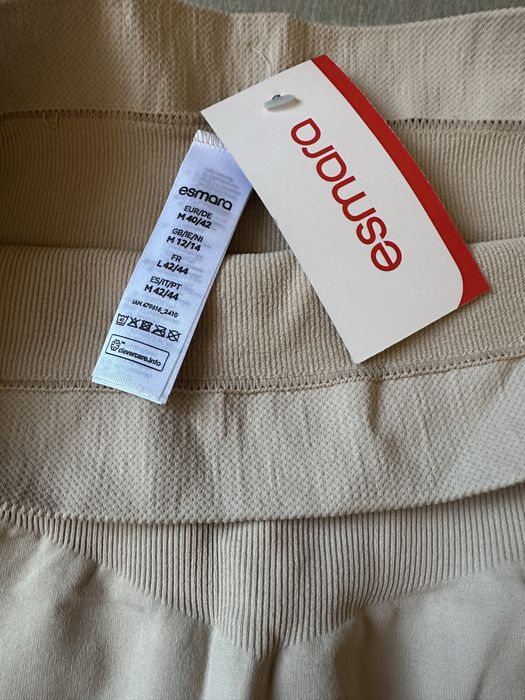 esmara
EUR/DE
M 40/42
GB/IE/NI
M 12/14
FR
L 42/44
ES/IT/PT
M 42/44
IAN 479616_2410
clevercare.info
esmara